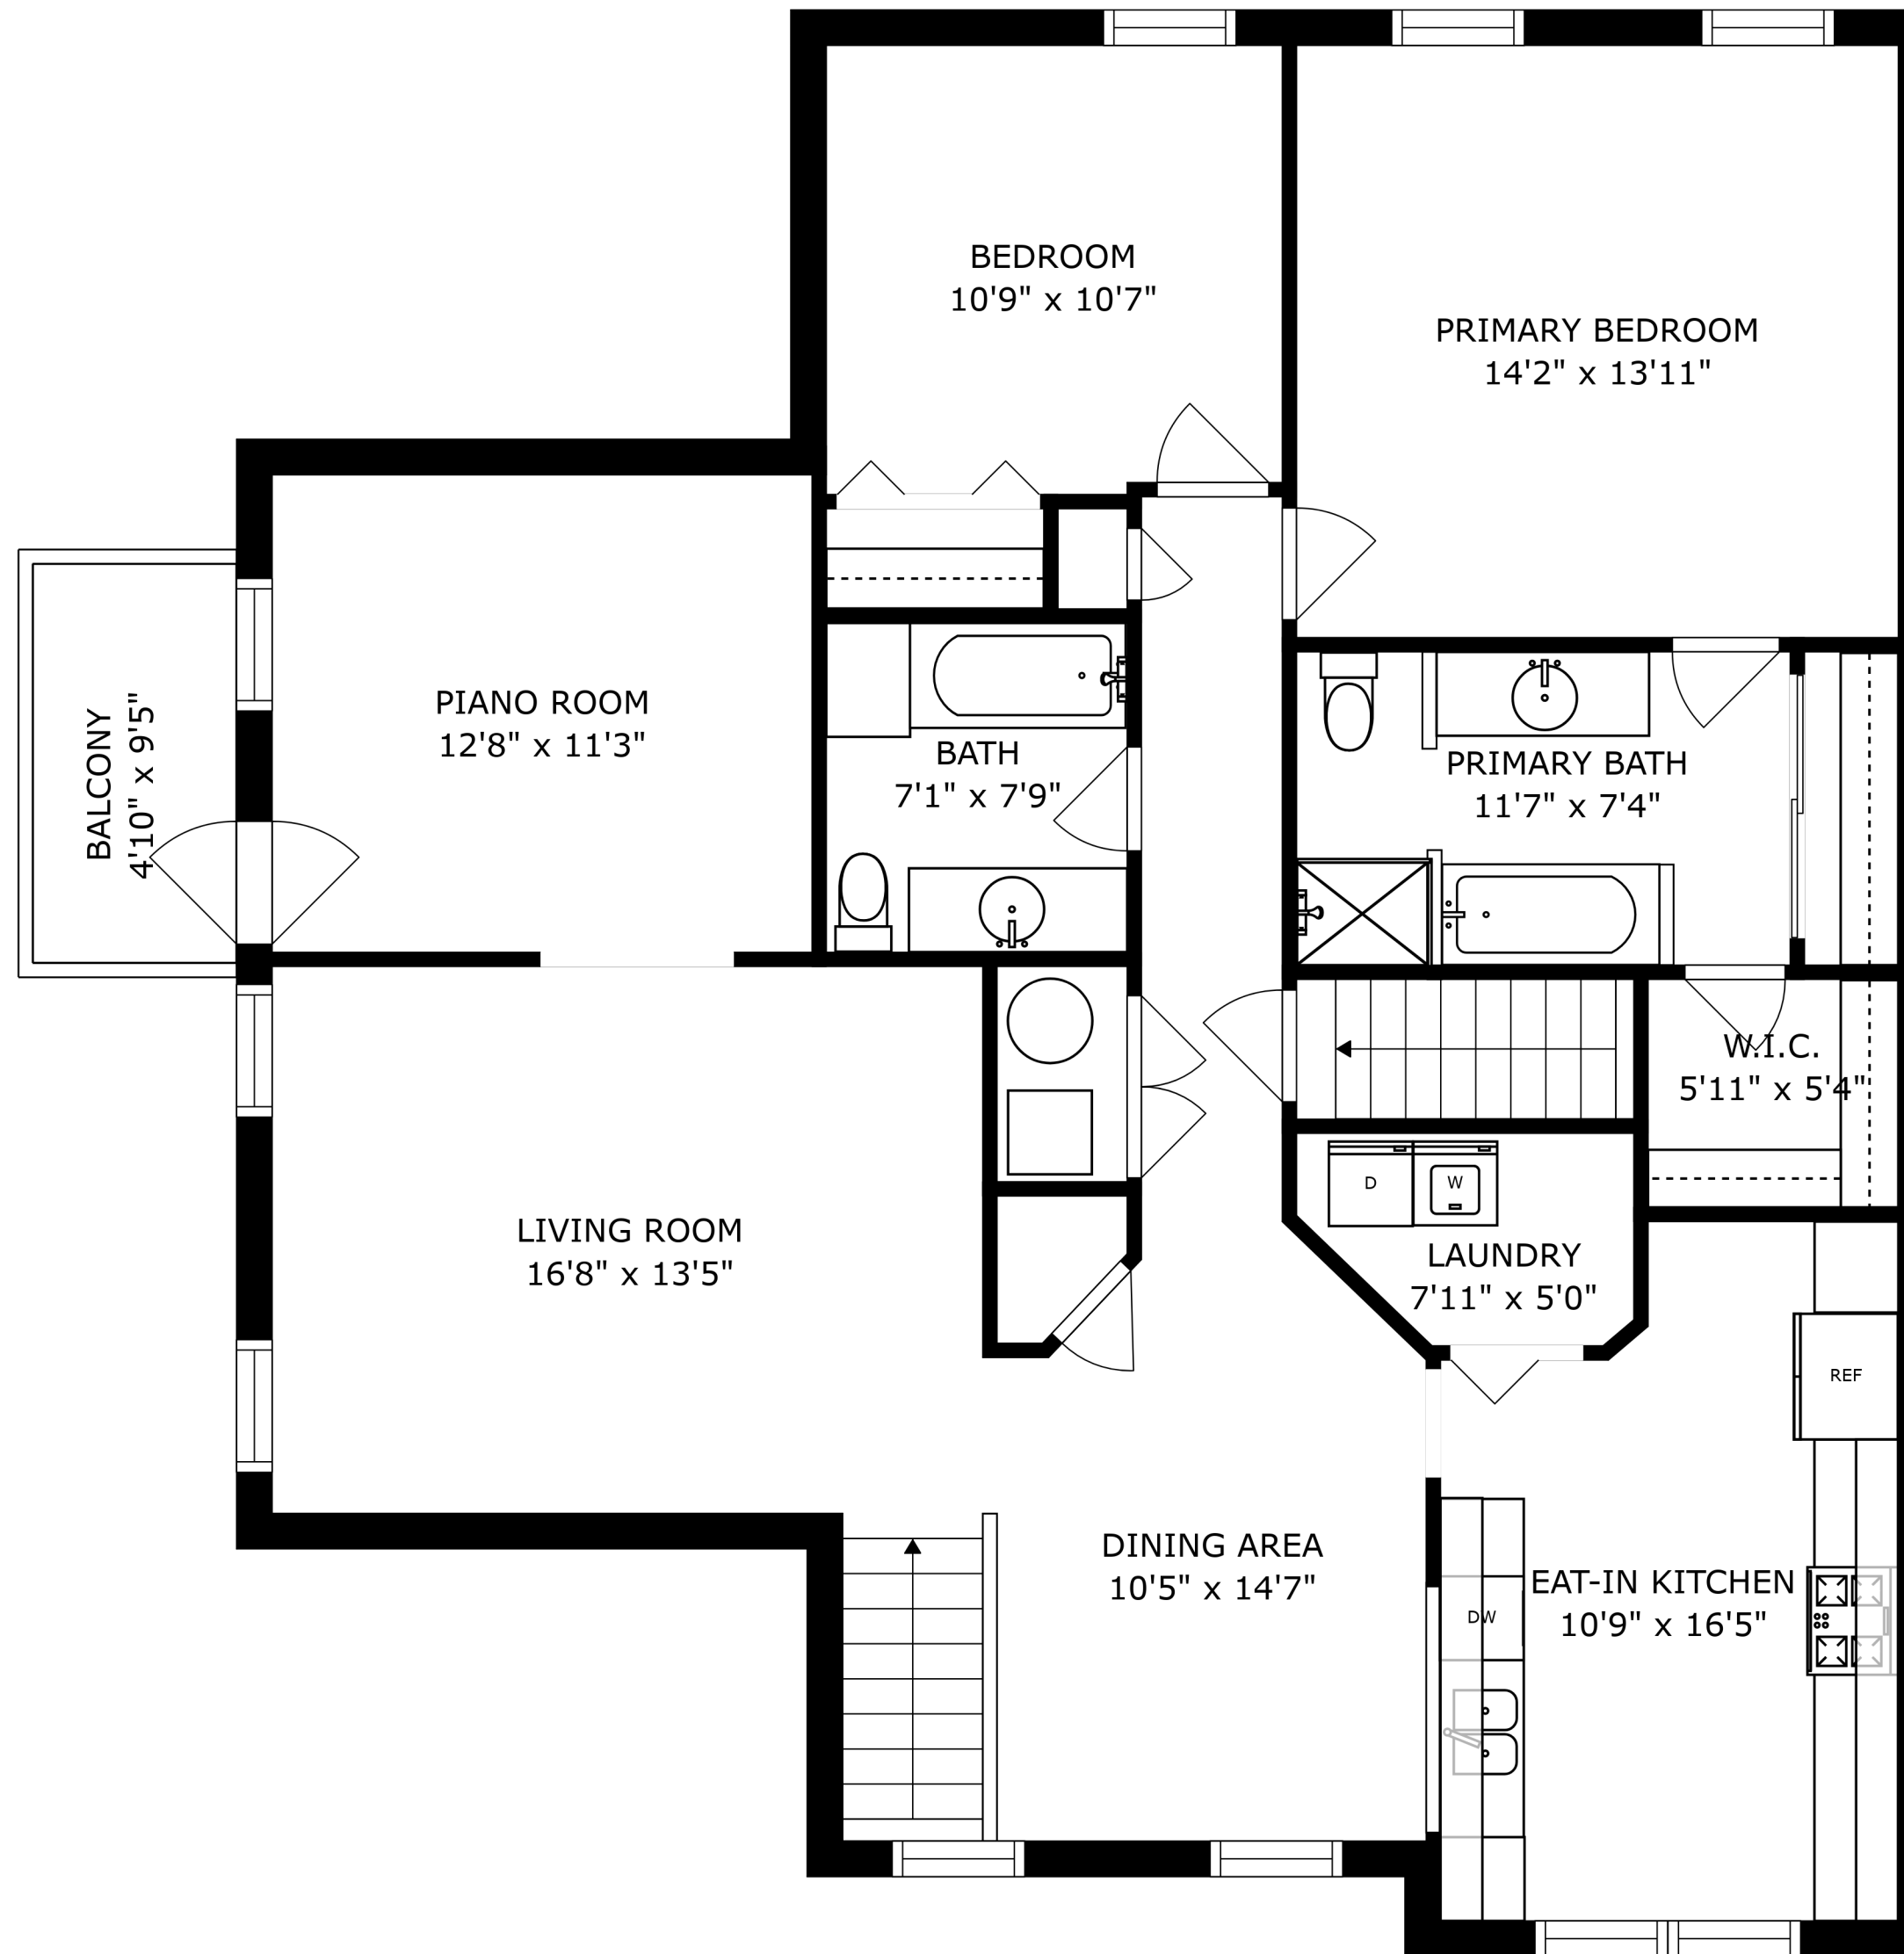 BEDROOM
10'9" x 10'7"
PRIMARY BEDROOM
14'2" x 13'11"
BALCONY
4'10" x 9'5"
PIANO ROOM
12'8" x 11'3"
BATH
7'1" x 7'9"
PRIMARY BATH
11'7" x 7'4"
W.I.C.
5'11" x 5'4"
D
W
LIVING ROOM
16'8" x 13'5"
LAUNDRY
7'11" x 5'0"
REF
DINING AREA
10'5" x 14'7"
EAT-IN KITCHEN
10'9" x 16'5"
DW